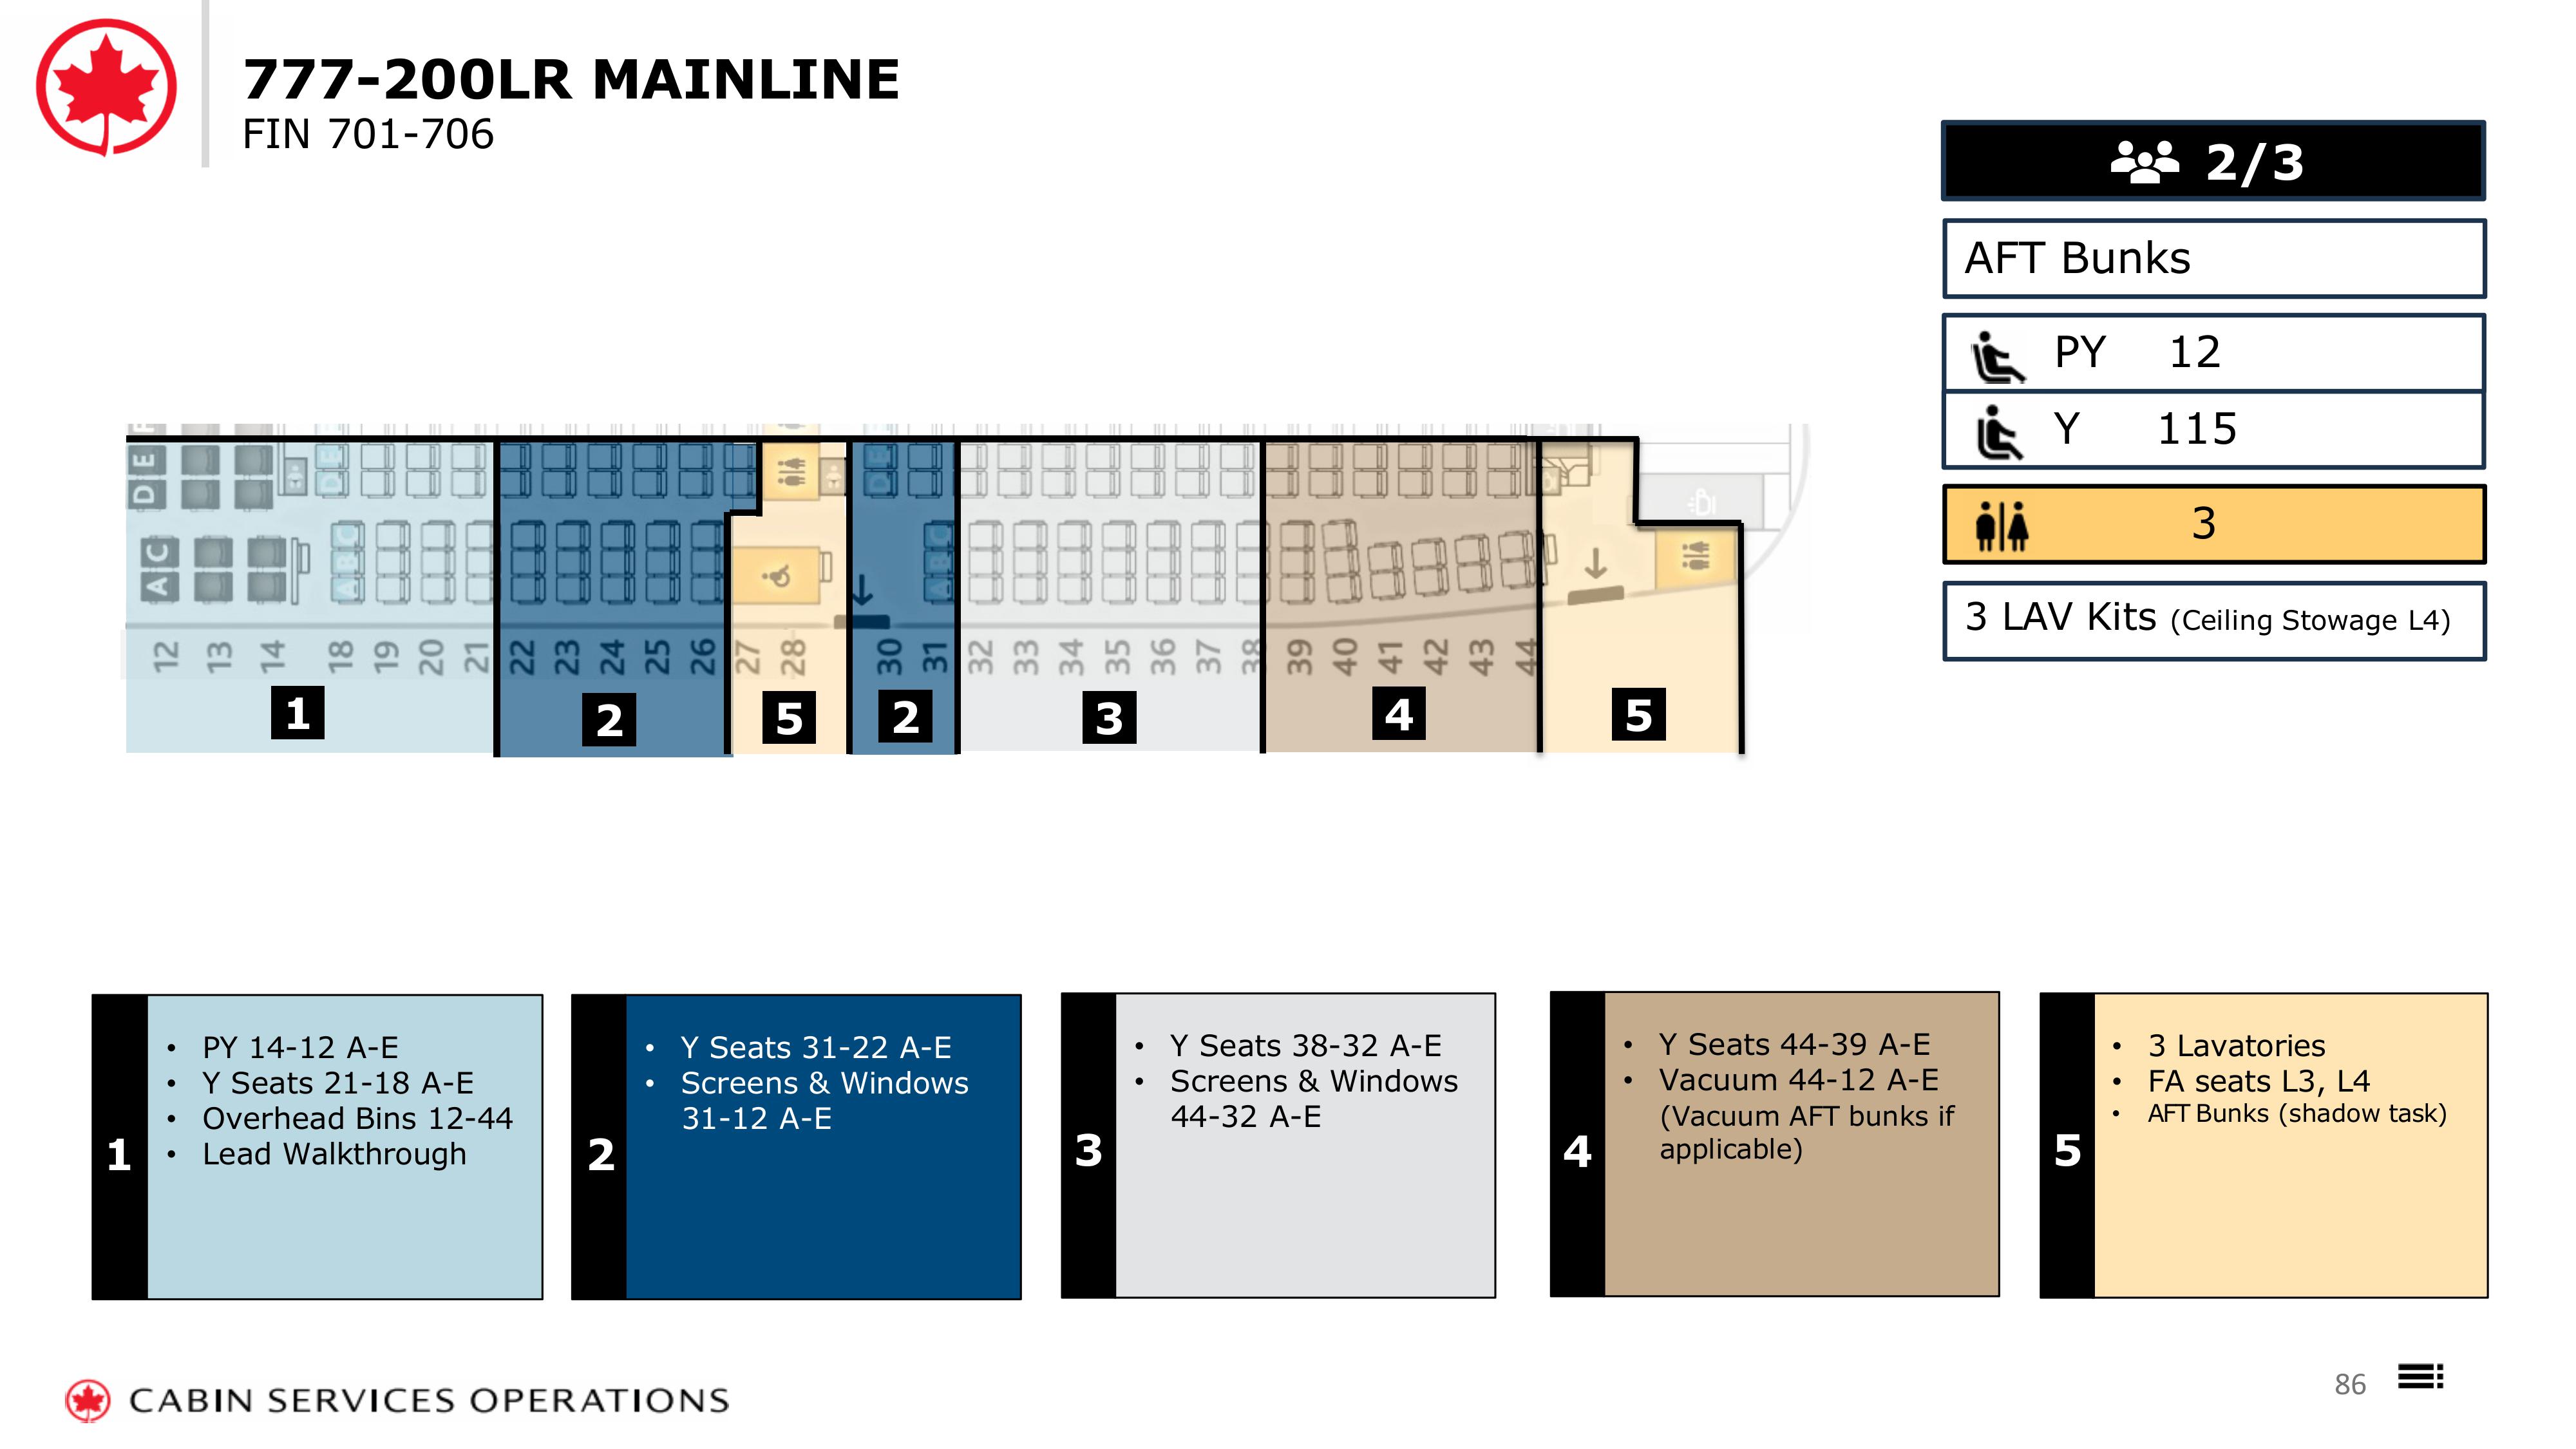 777-200LR MAINLINE
FIN 701-706
2/3
AFT Bunks
PY 12
Y 115
3
3 LAV Kits (Ceiling Stowage L4)
D E
D E
D E
A C
A B C
A B C
12 13 14 18 19 20 21 22 23 24 25 26 27 28 30 31 32 33 34 35 36 37 38 39 40 41 42 43 44
1 2 5 2 3 4 5
1
• PY 14-12 A-E
• Y Seats 21-18 A-E
• Overhead Bins 12-44
• Lead Walkthrough
2
• Y Seats 31-22 A-E
• Screens & Windows
31-12 A-E
3
• Y Seats 38-32 A-E
• Screens & Windows
44-32 A-E
4
• Y Seats 44-39 A-E
• Vacuum 44-12 A-E
(Vacuum AFT bunks if
applicable)
5
• 3 Lavatories
• FA seats L3, L4
• AFT Bunks (shadow task)
CABIN SERVICES OPERATIONS
86